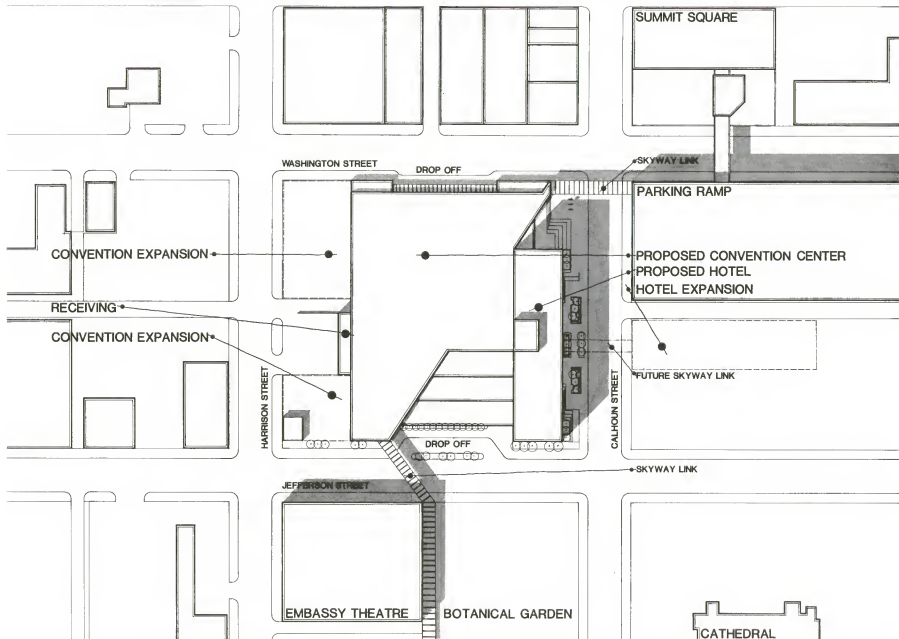 SUMMIT SQUARE
WASHINGTON STREET
DROP OFF
SKYWAY LINK
PARKING RAMP
CONVENTION EXPANSION
PROPOSED CONVENTION CENTER
PROPOSED HOTEL
HOTEL EXPANSION
RECEIVING
CONVENTION EXPANSION
FUTURE SKYWAY LINK
HARRISON STREET
CALHOUN STREET
DROP OFF
SKYWAY LINK
JEFFERSON STREET
EMBASSY THEATRE
BOTANICAL GARDEN
CATHEDRAL